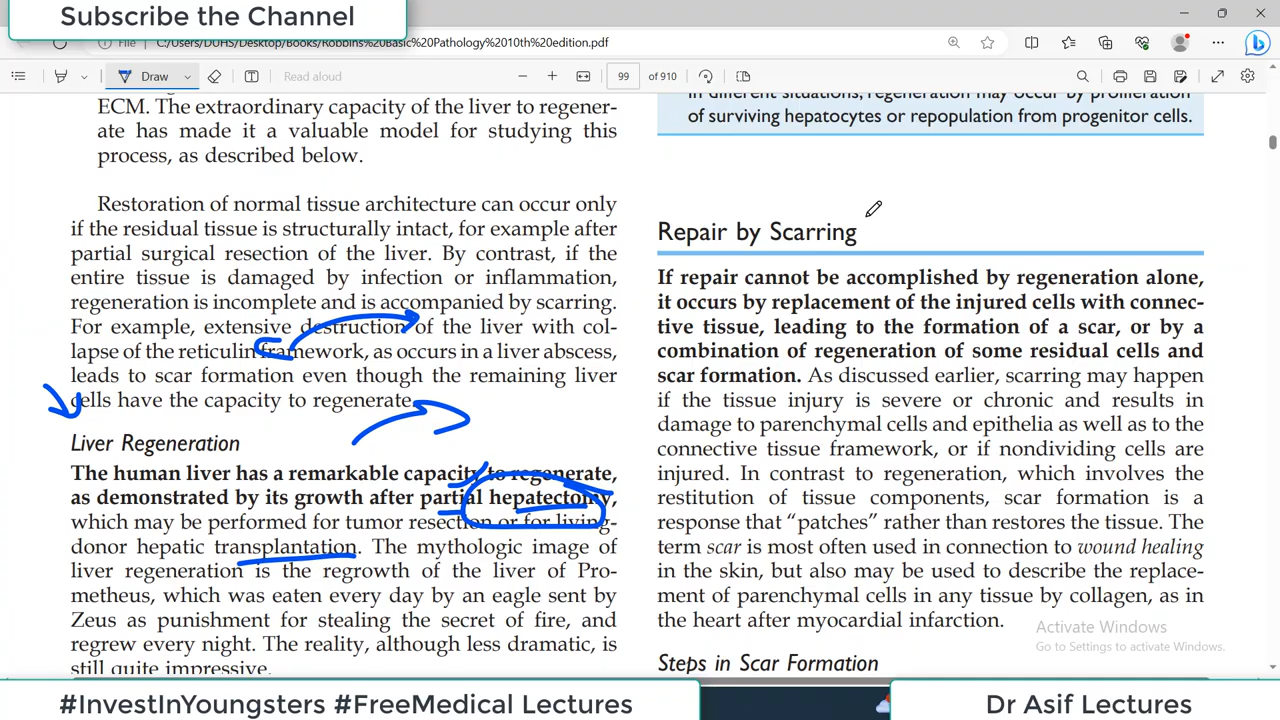 Subscribe the Channel
File
C:/Users/DUHS/Desktop/Books/Robbins%20Basic%20Pathology%2010th%20edition.pdf
Draw
Read aloud
99
of 910
ECM. The extraordinary capacity of the liver to regener-
ate has made it a valuable model for studying this
process, as described below.
Restoration of normal tissue architecture can occur only
if the residual tissue is structurally intact, for example after
partial surgical resection of the liver. By contrast, if the
entire tissue is damaged by infection or inflammation,
regeneration is incomplete and is accompanied by scarring.
For example, extensive destruction of the liver with col-
lapse of the reticulin framework, as occurs in a liver abscess,
leads to scar formation even though the remaining liver
cells have the capacity to regenerate.
Liver Regeneration
The human liver has a remarkable capacity to regenerate,
as demonstrated by its growth after partial hepatectomy,
which may be performed for tumor resection or for living-
donor hepatic transplantation. The mythologic image of
liver regeneration is the regrowth of the liver of Pro-
metheus, which was eaten every day by an eagle sent by
Zeus as punishment for stealing the secret of fire, and
regrew every night. The reality, although less dramatic, is
still quite impressive.
in different situations, regeneration may occur by proliferation
of surviving hepatocytes or repopulation from progenitor cells.
Repair by Scarring
If repair cannot be accomplished by regeneration alone,
it occurs by replacement of the injured cells with connec-
tive tissue, leading to the formation of a scar, or by a
combination of regeneration of some residual cells and
scar formation. As discussed earlier, scarring may happen
if the tissue injury is severe or chronic and results in
damage to parenchymal cells and epithelia as well as to the
connective tissue framework, or if nondividing cells are
injured. In contrast to regeneration, which involves the
restitution of tissue components, scar formation is a
response that “patches” rather than restores the tissue. The
term scar is most often used in connection to wound healing
in the skin, but also may be used to describe the replace-
ment of parenchymal cells in any tissue by collagen, as in
the heart after myocardial infarction.
Steps in Scar Formation
Activate Windows
Go to Settings to activate Windows.
#InvestInYoungsters #FreeMedical Lectures
Dr Asif Lectures